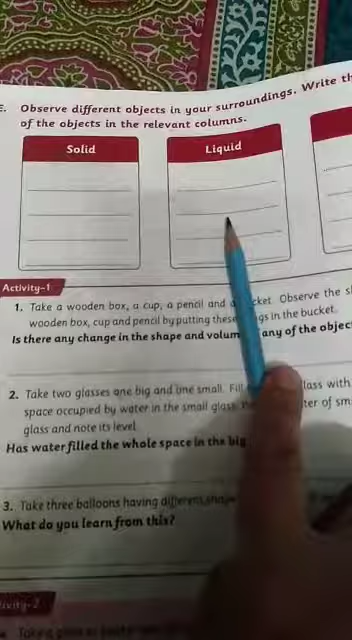 E. Observe different objects in your surroundings. Write th
of the objects in the relevant columns.
Solid
Liquid
Activity-1
1. Take a wooden box, a cup, a pencil and a cket. Observe the s
wooden box, cup and pencil by putting these gs in the bucket.
Is there any change in the shape and volum any of the objec
2. Take two glasses one big and one small. Fill lass with
space occupied by water in the small glass ter of sm
glass and note its level.
Has water filled the whole space in the big
3. Take three balloons having different shape
What do you learn from this?
ivity-2